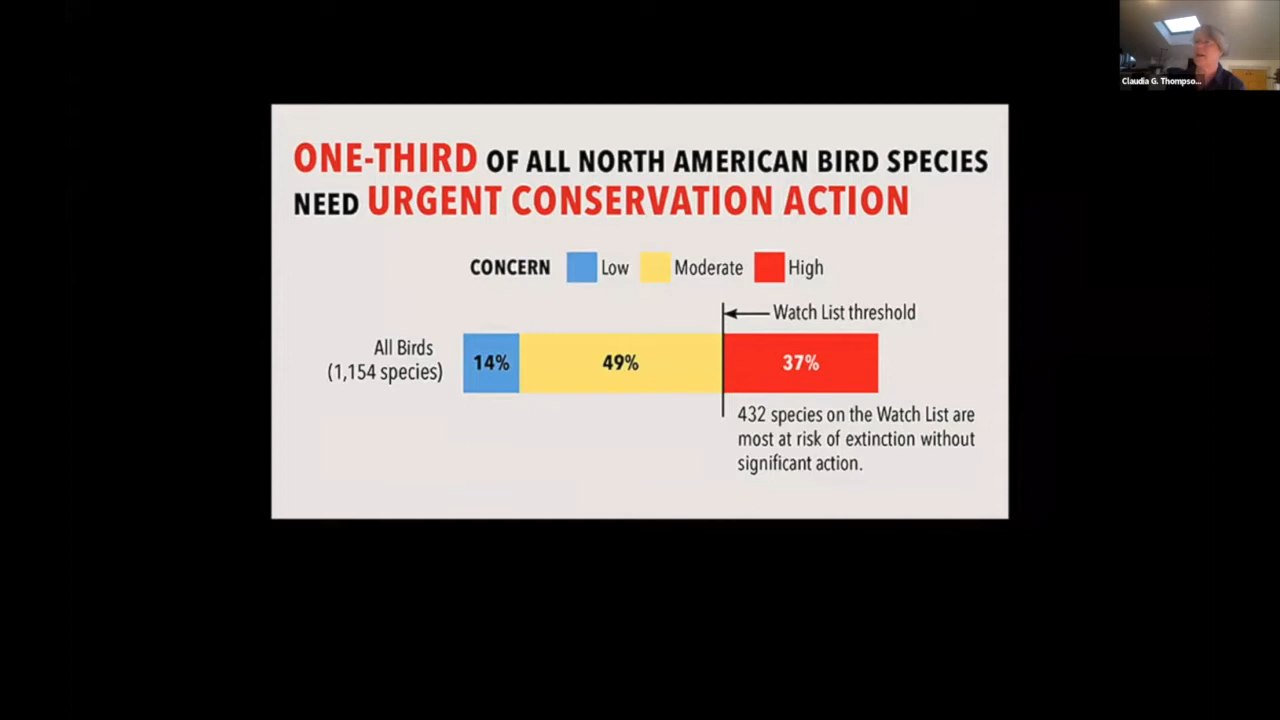 Claudia G. Thompso...
ONE-THIRD OF ALL NORTH AMERICAN BIRD SPECIES
NEED URGENT CONSERVATION ACTION
CONCERN Low Moderate High
Watch List threshold
All Birds
(1,154 species)
14% 49% 37%
432 species on the Watch List are
most at risk of extinction without
significant action.